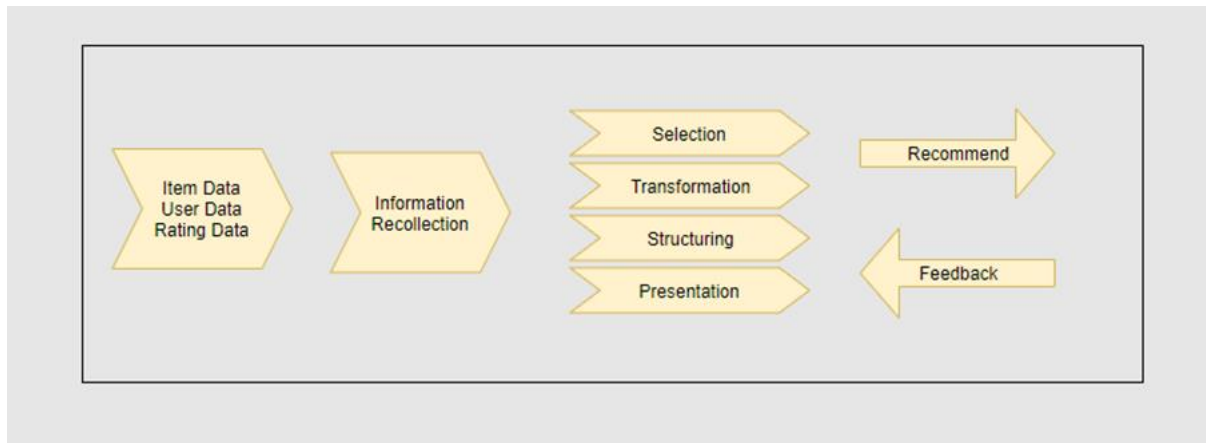 Item Data
User Data
Rating Data
Information
Recollection
Selection
Transformation
Structuring
Presentation
Recommend
Feedback